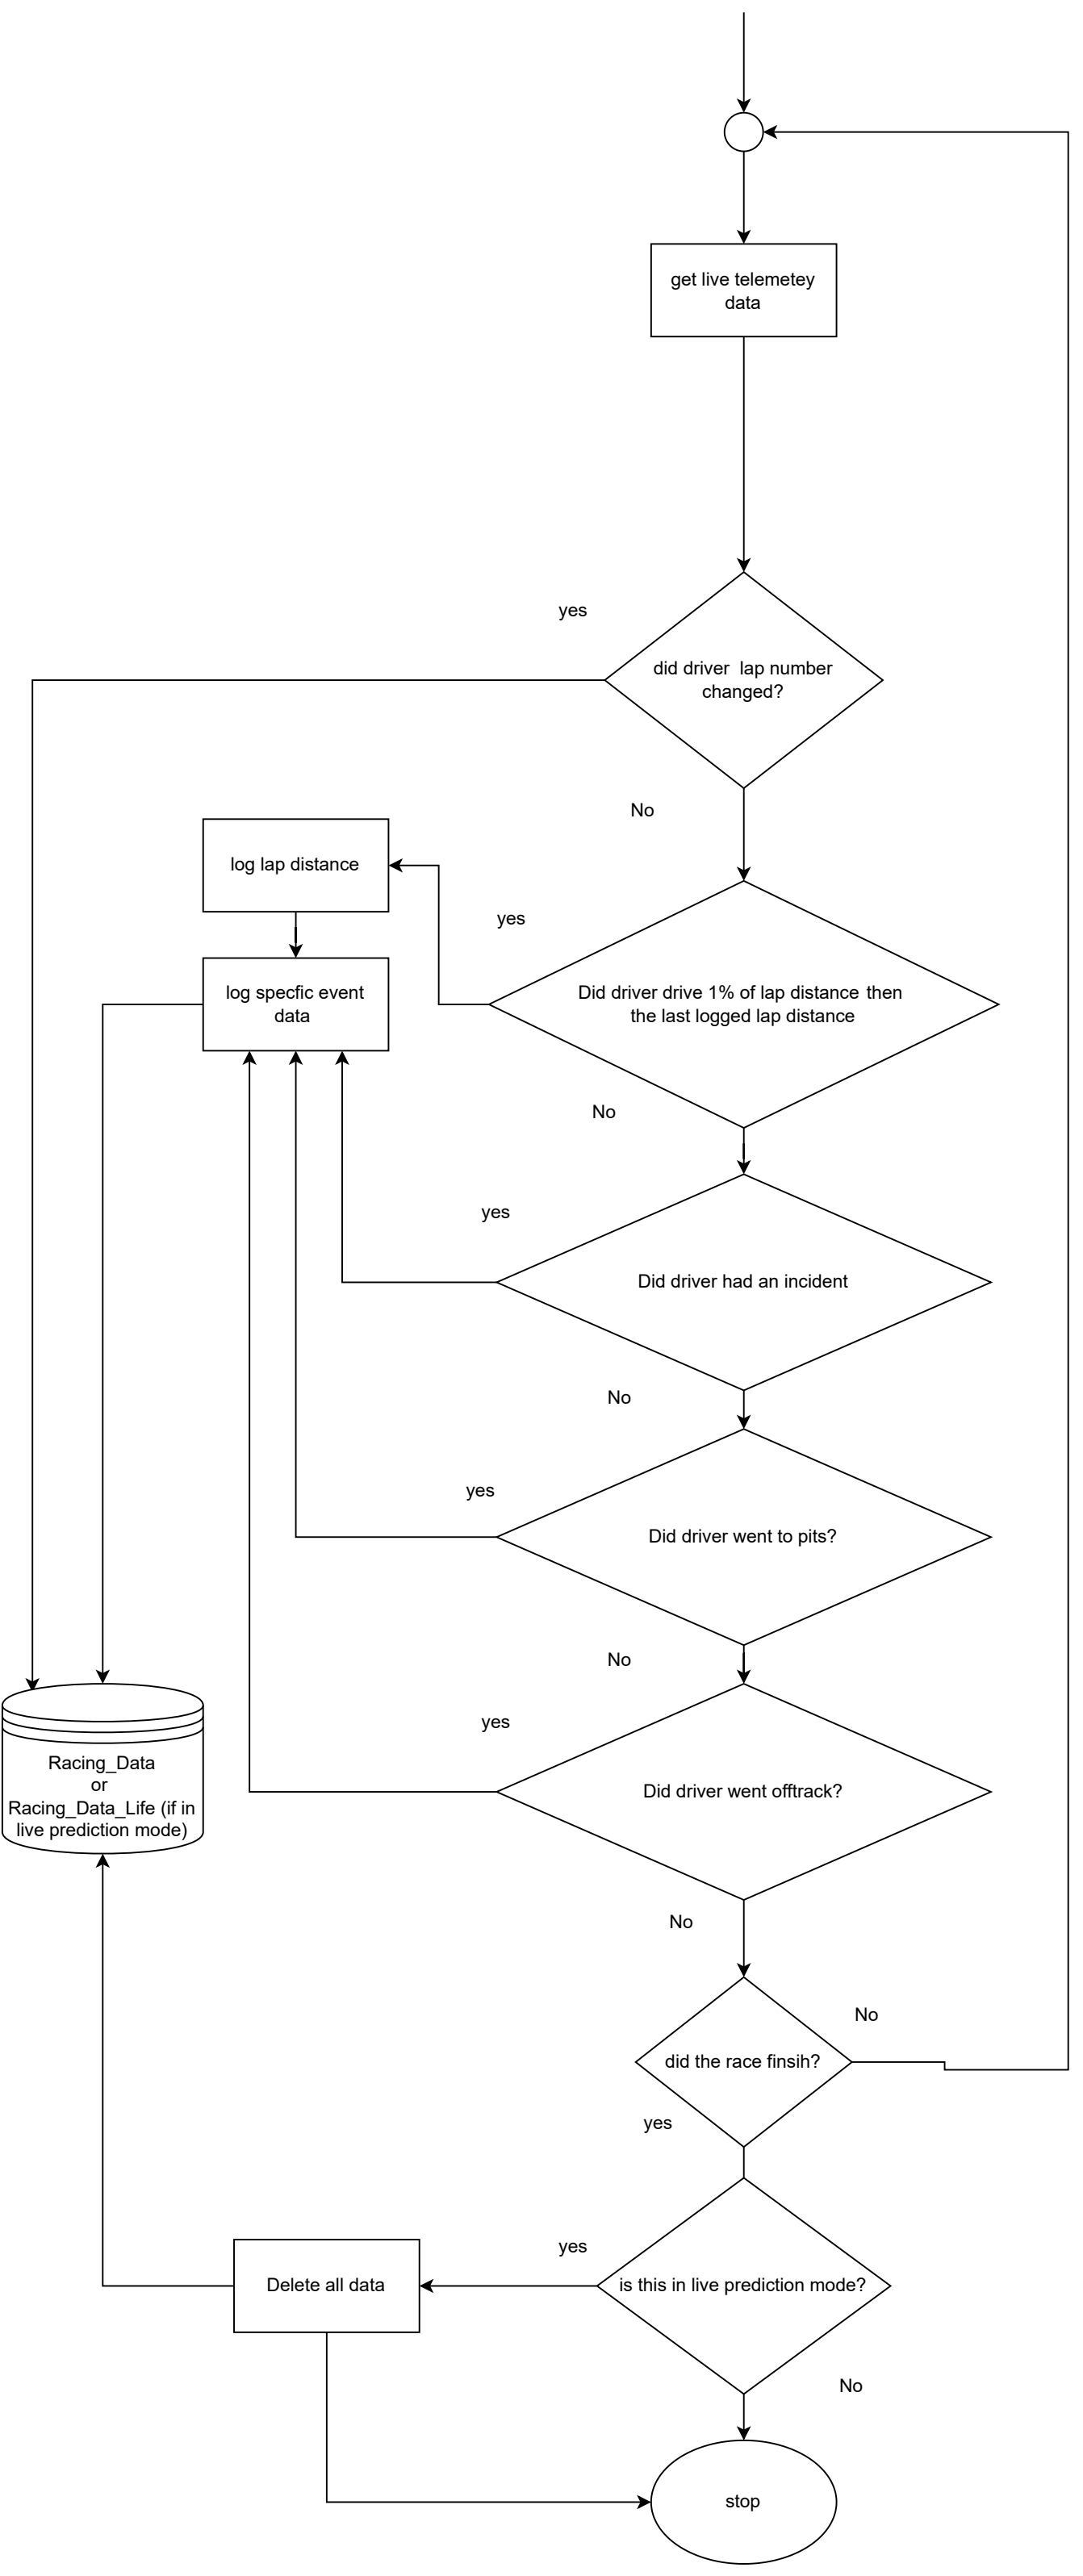 get live telemetey
data
yes
did driver  lap number
changed?
No
log lap distance
yes
log specfic event
data
Did driver drive 1% of lap distance then
the last logged lap distance
No
yes
Did driver had an incident
No
yes
Did driver went to pits?
No
yes
Racing_Data
or
Racing_Data_Life (if in
live prediction mode)
Did driver went offtrack?
No
No
did the race finsih?
yes
yes
Delete all data
is this in live prediction mode?
No
stop